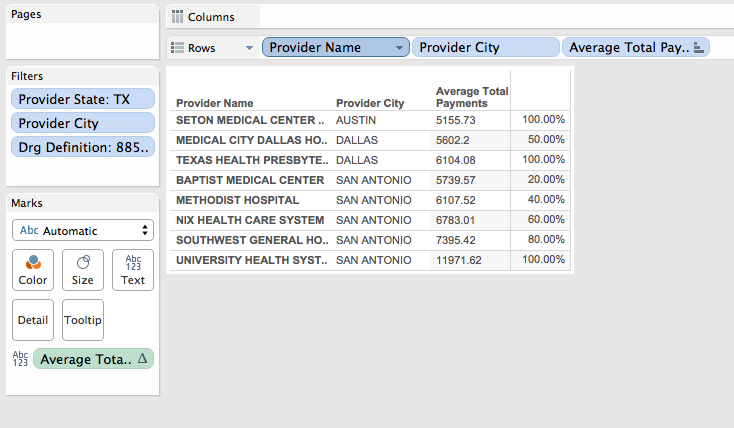 Pages
Columns
Rows
Provider Name
Provider City
Average Total Pay..
Filters
Provider State: TX
Provider City
Drg Definition: 885..
Marks
Abc Automatic
Color
Size
Abc
123
Text
Detail
Tooltip
Abc
123
Average Tota.. Δ
Provider Name Provider City Average Total
Payments
SETON MEDICAL CENTER .. AUSTIN 5155.73 100.00%
MEDICAL CITY DALLAS HO.. DALLAS 5602.2 50.00%
TEXAS HEALTH PRESBYTE.. DALLAS 6104.08 100.00%
BAPTIST MEDICAL CENTER SAN ANTONIO 5739.57 20.00%
METHODIST HOSPITAL SAN ANTONIO 6107.52 40.00%
NIX HEALTH CARE SYSTEM SAN ANTONIO 6783.01 60.00%
SOUTHWEST GENERAL HO.. SAN ANTONIO 7395.42 80.00%
UNIVERSITY HEALTH SYST.. SAN ANTONIO 11971.62 100.00%